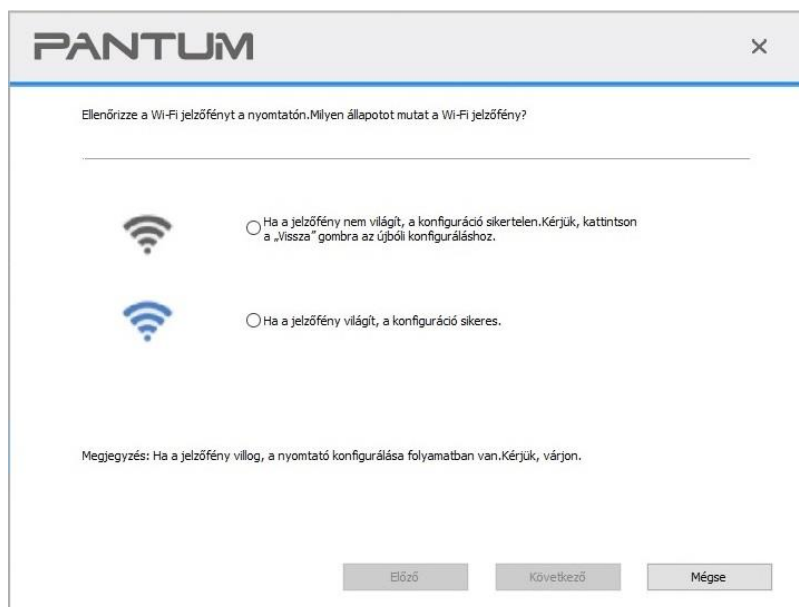 PANTUM
Ellenőrizze a Wi-Fi jelzőfényt a nyomtatón.Milyen állapotot mutat a Wi-Fi jelzőfény?
Ha a jelzőfény nem világít, a konfiguráció sikertelen.Kérjük, kattintson
a „Vissza” gombra az újbóli konfiguráláshoz.
Ha a jelzőfény világít, a konfiguráció sikeres.
Megjegyzés: Ha a jelzőfény villog, a nyomtató konfigurálása folyamatban van.Kérjük, várjon.
Előző
Következő
Mégse